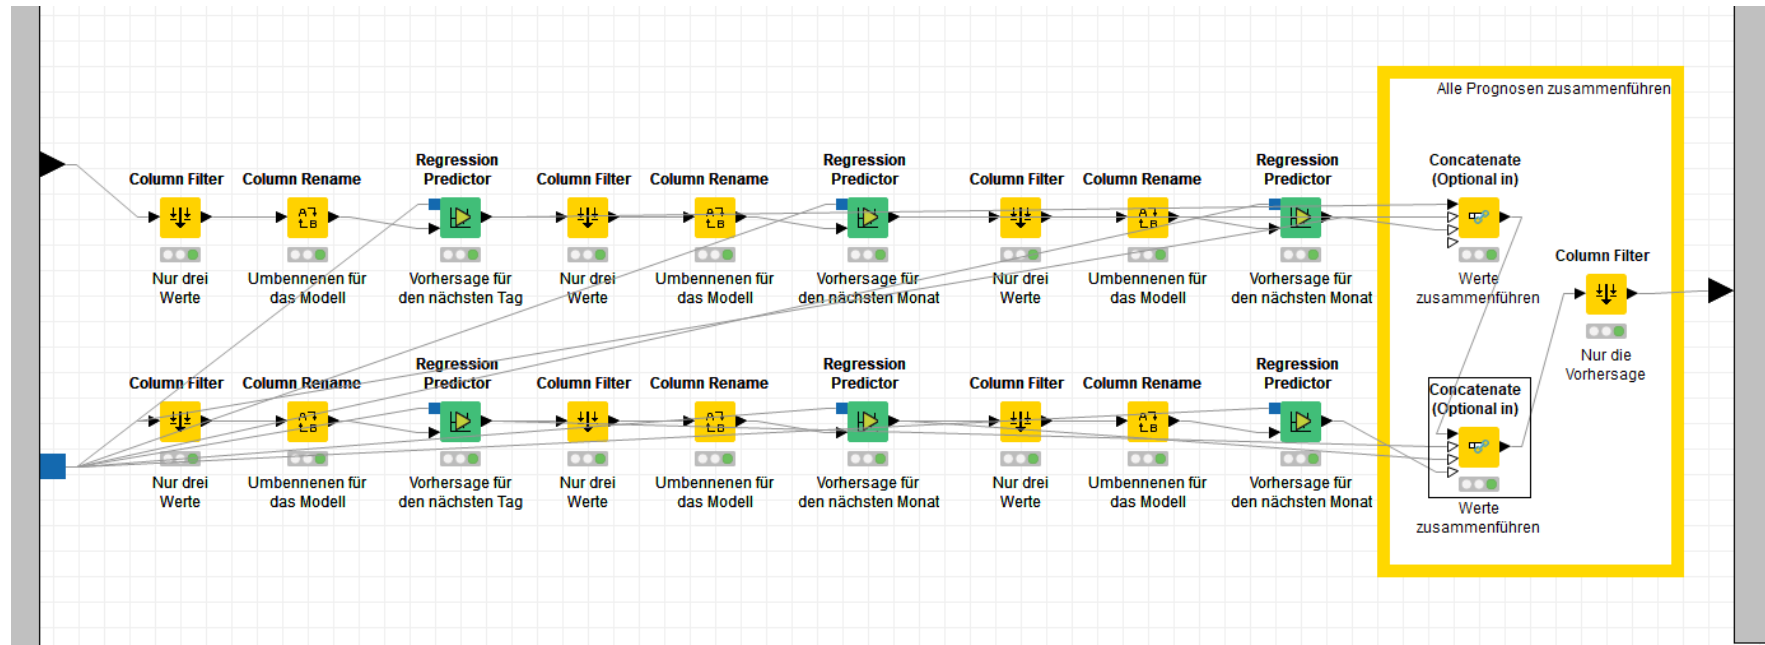 Alle Prognosen zusammenführen
Column Filter
Nur drei
Werte
Column Rename
Umbennenen für
das Modell
Regression
Predictor
Vorhersage für
den nächsten Tag
Column Filter
Nur drei
Werte
Column Rename
Umbennenen für
das Modell
Regression
Predictor
Vorhersage für
den nächsten Monat
Column Filter
Nur drei
Werte
Column Rename
Umbennenen für
das Modell
Regression
Predictor
Vorhersage für
den nächsten Monat
Concatenate
(Optional in)
Werte
zusammenführen
Column Filter
Nur die
Vorhersage
Column Filter
Nur drei
Werte
Column Rename
Umbennenen für
das Modell
Regression
Predictor
Vorhersage für
den nächsten Tag
Column Filter
Nur drei
Werte
Column Rename
Umbennenen für
das Modell
Regression
Predictor
Vorhersage für
den nächsten Monat
Column Filter
Nur drei
Werte
Column Rename
Umbennenen für
das Modell
Regression
Predictor
Vorhersage für
den nächsten Monat
Concatenate
(Optional in)
Werte
zusammenführen